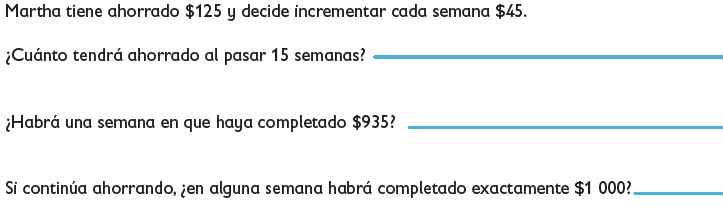 Martha tiene ahorrado $125 y decide incrementar cada semana $45.
¿Cuánto tendrá ahorrado al pasar 15 semanas?
¿Habrá una semana en que haya completado $935?
Si continúa ahorrando, ¿en alguna semana habrá completado exactamente $1 000?